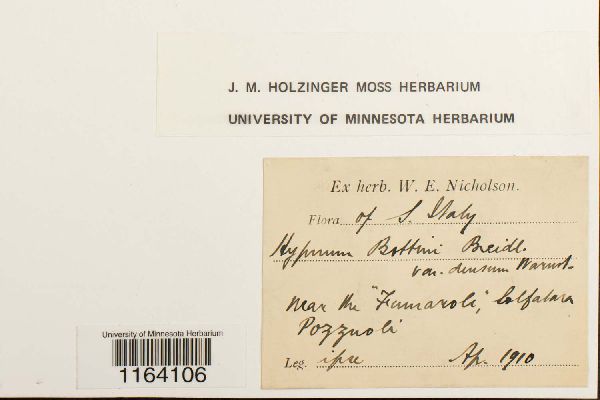 J. M. HOLZINGER MOSS HERBARIUM
UNIVERSITY OF MINNESOTA HERBARIUM
Ex herb. W. E. Nicholson.
Flora of S. Italy
Hypnum Bottini Breidl.
var. densum Warnst.
Near the "Fumaroli", Solfatara
Pozzuoli
Leg. ipse Ap. 1910
University of Minnesota Herbarium
1164106